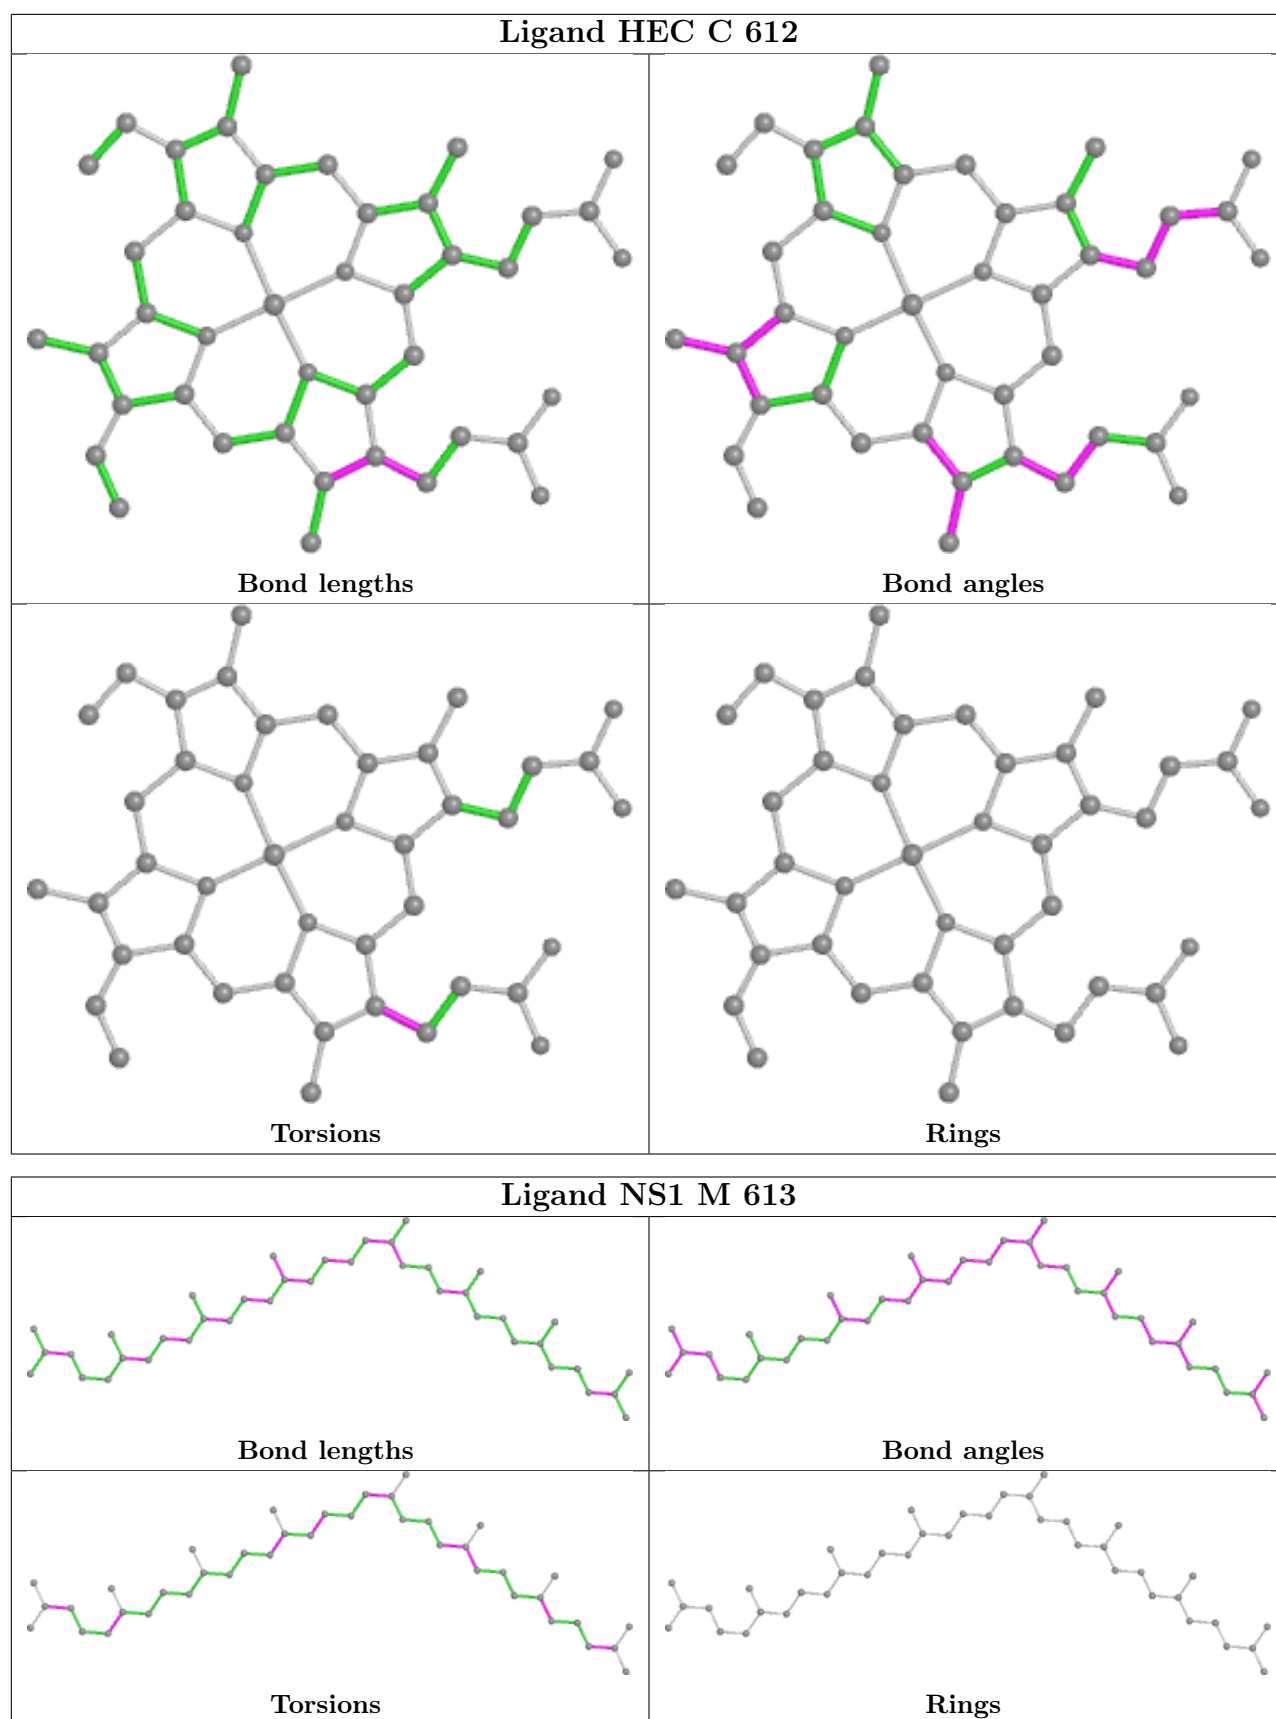 Ligand HEC C 612
Bond lengths
Bond angles
Torsions
Rings
Ligand NS1 M 613
Bond lengths
Bond angles
Torsions
Rings